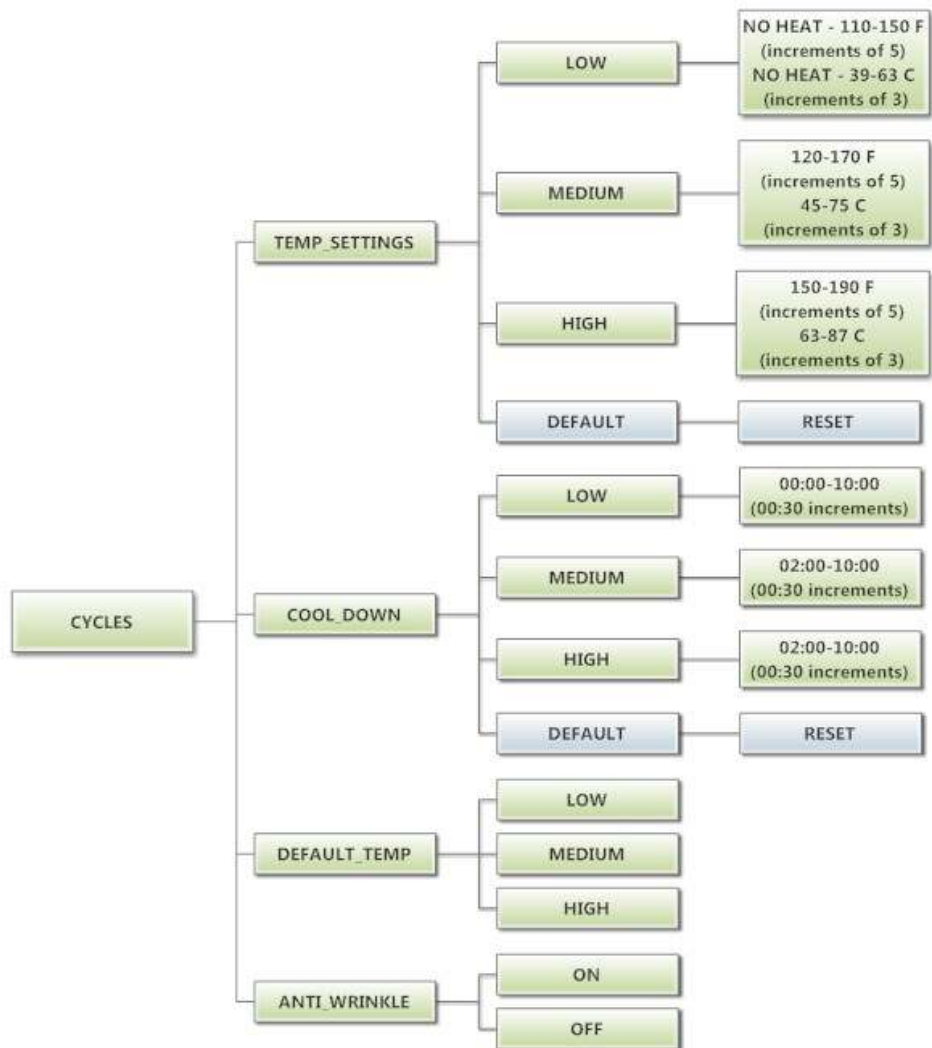 CYCLES
TEMP_SETTINGS
LOW
NO HEAT - 110-150 F
(increments of 5)
NO HEAT - 39-63 C
(increments of 3)
MEDIUM
120-170 F
(increments of 5)
45-75 C
(increments of 3)
HIGH
150-190 F
(increments of 5)
63-87 C
(increments of 3)
DEFAULT
RESET
COOL_DOWN
LOW
00:00-10:00
(00:30 increments)
MEDIUM
02:00-10:00
(00:30 increments)
HIGH
02:00-10:00
(00:30 increments)
DEFAULT
RESET
DEFAULT_TEMP
LOW
MEDIUM
HIGH
ANTI_WRINKLE
ON
OFF